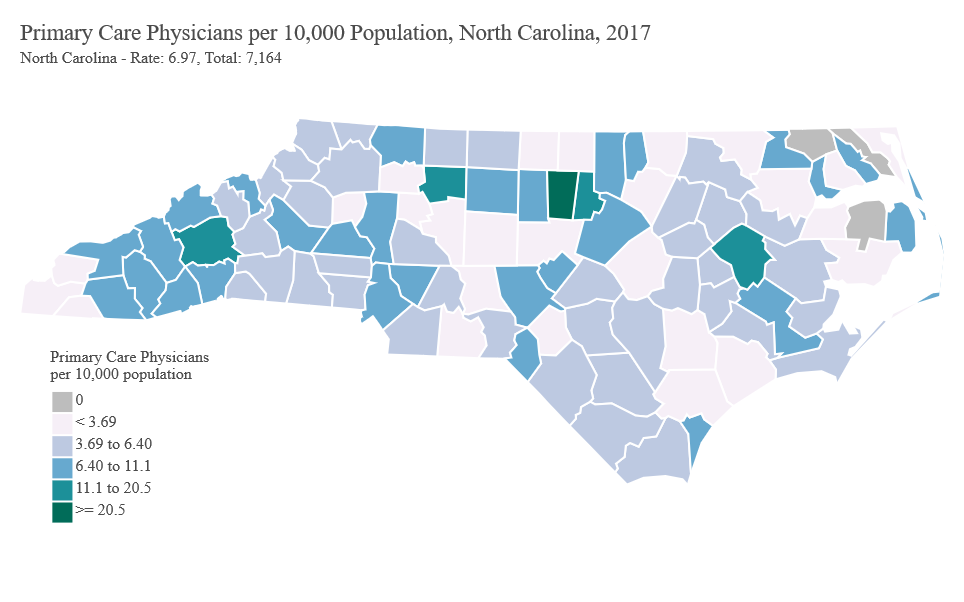 Primary Care Physicians per 10,000 Population, North Carolina, 2017
North Carolina - Rate: 6.97, Total: 7,164
Primary Care Physicians
per 10,000 population
0
< 3.69
3.69 to 6.40
6.40 to 11.1
11.1 to 20.5
>= 20.5